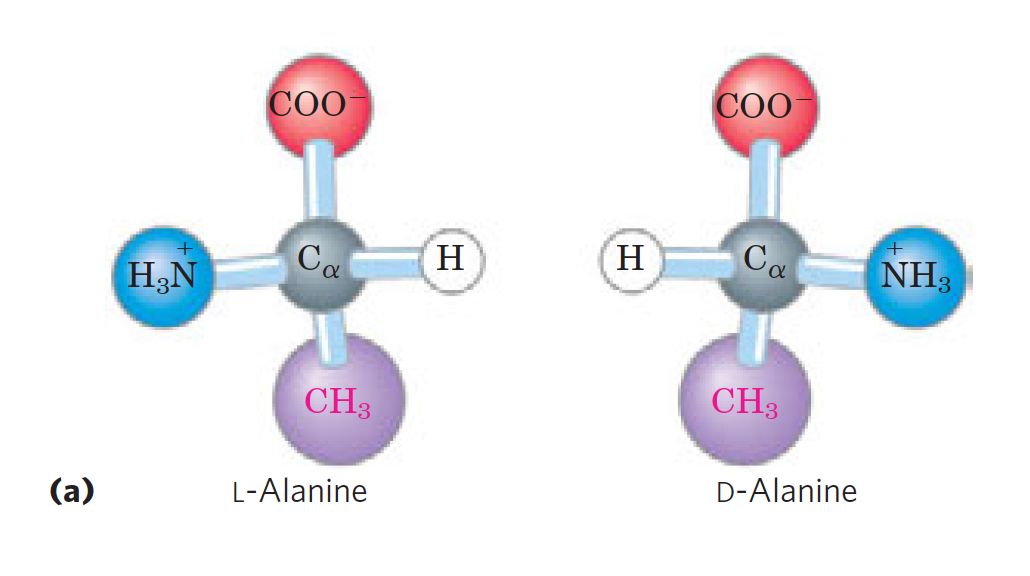 COO⁻ COO⁻
H₃N⁺ Cα H H Cα ⁺NH₃
CH₃ CH₃
(a) L-Alanine D-Alanine